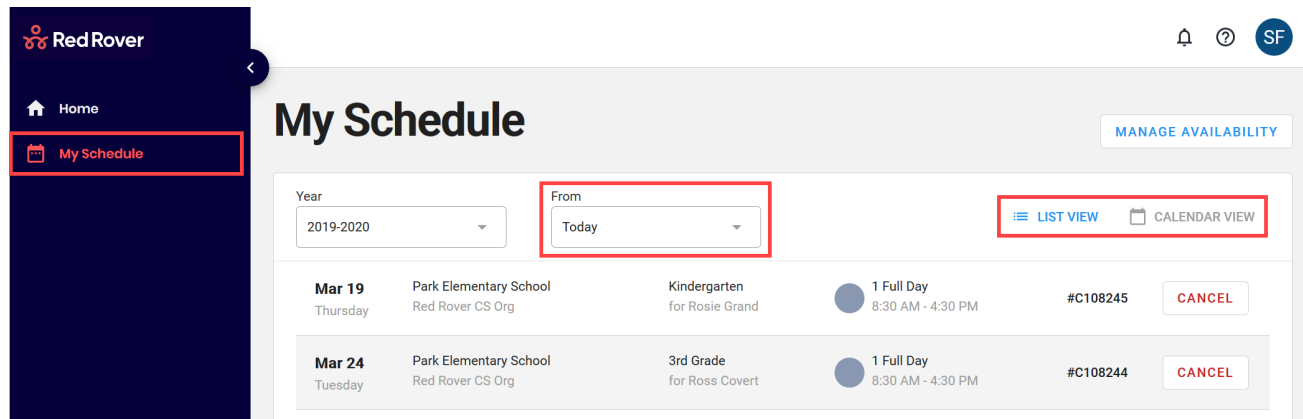 Red Rover
SF
Home
My Schedule
My Schedule
MANAGE AVAILABILITY
Year
From
2019-2020
Today
LIST VIEW
CALENDAR VIEW
Mar 19
Park Elementary School
Kindergarten
1 Full Day
Thursday
Red Rover CS Org
for Rosie Grand
8:30 AM - 4:30 PM
#C108245
CANCEL
Mar 24
Park Elementary School
3rd Grade
1 Full Day
Tuesday
Red Rover CS Org
for Ross Covert
8:30 AM - 4:30 PM
#C108244
CANCEL